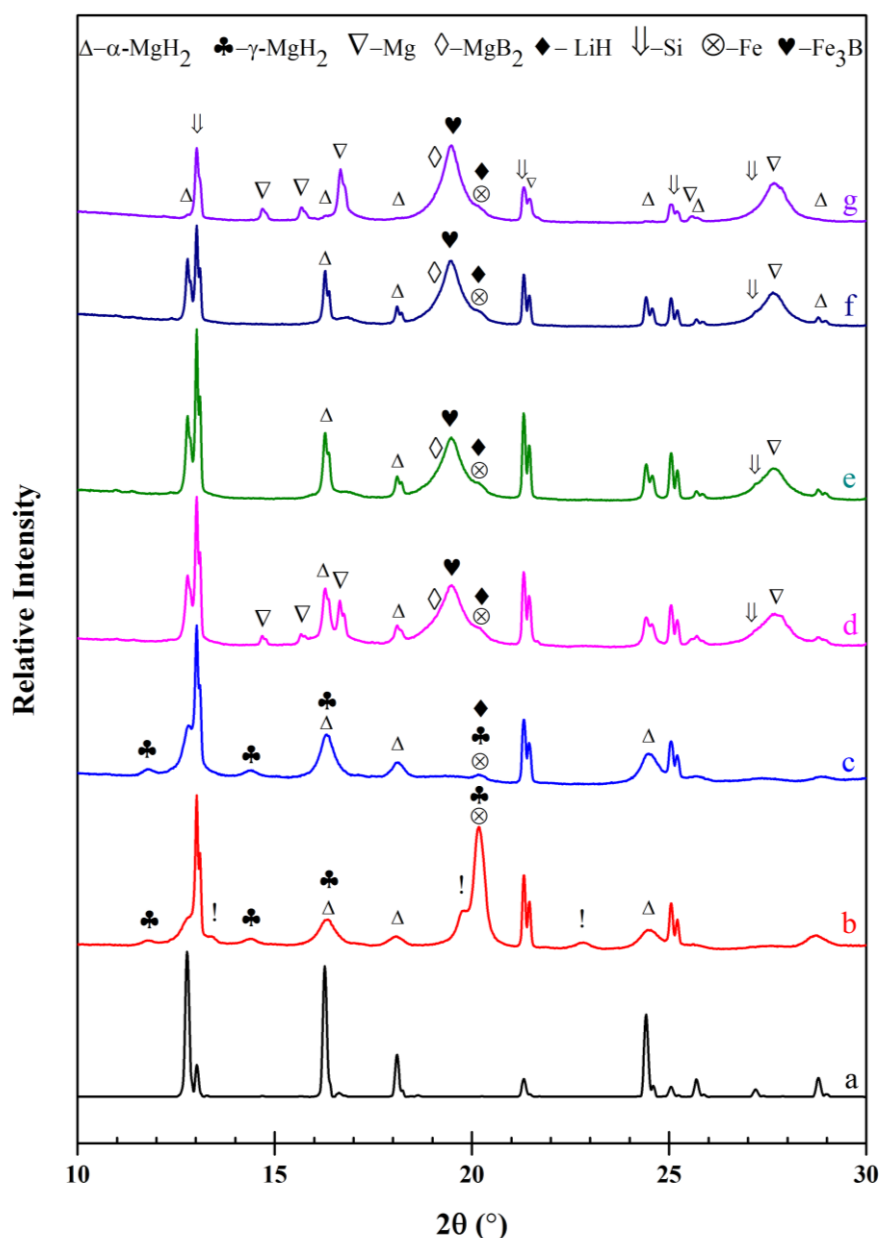 Δ–α-MgH₂ ♣–γ-MgH₂ ∇–Mg ◊–MgB₂ ♦– LiH ⇓–Si ⊗–Fe ♥–Fe₃B
⇓ ♥ ♦ ⇓ ⇓ ⇓ ∇
Δ ∇ ∇ ∇ Δ Δ ◊ ⊗ ∇ Δ ∇ Δ Δ
g
Δ Δ ◊ ♥ ♦ ⊗ ⇓ ∇ Δ
f
Δ Δ ◊ ♥ ♦ ⊗ ⇓ ∇
e
∇ ∇ Δ ∇ Δ ◊ ♥ ♦ ⊗ ⇓ ∇
d
♣ ♣ ♣ Δ Δ ♦ ♣ ⊗ Δ
c
♣ ! ♣ ♣ Δ Δ ! ♣ ⊗ ! Δ
b
a
Relative Intensity
10 15 20 25 30
2θ (°)